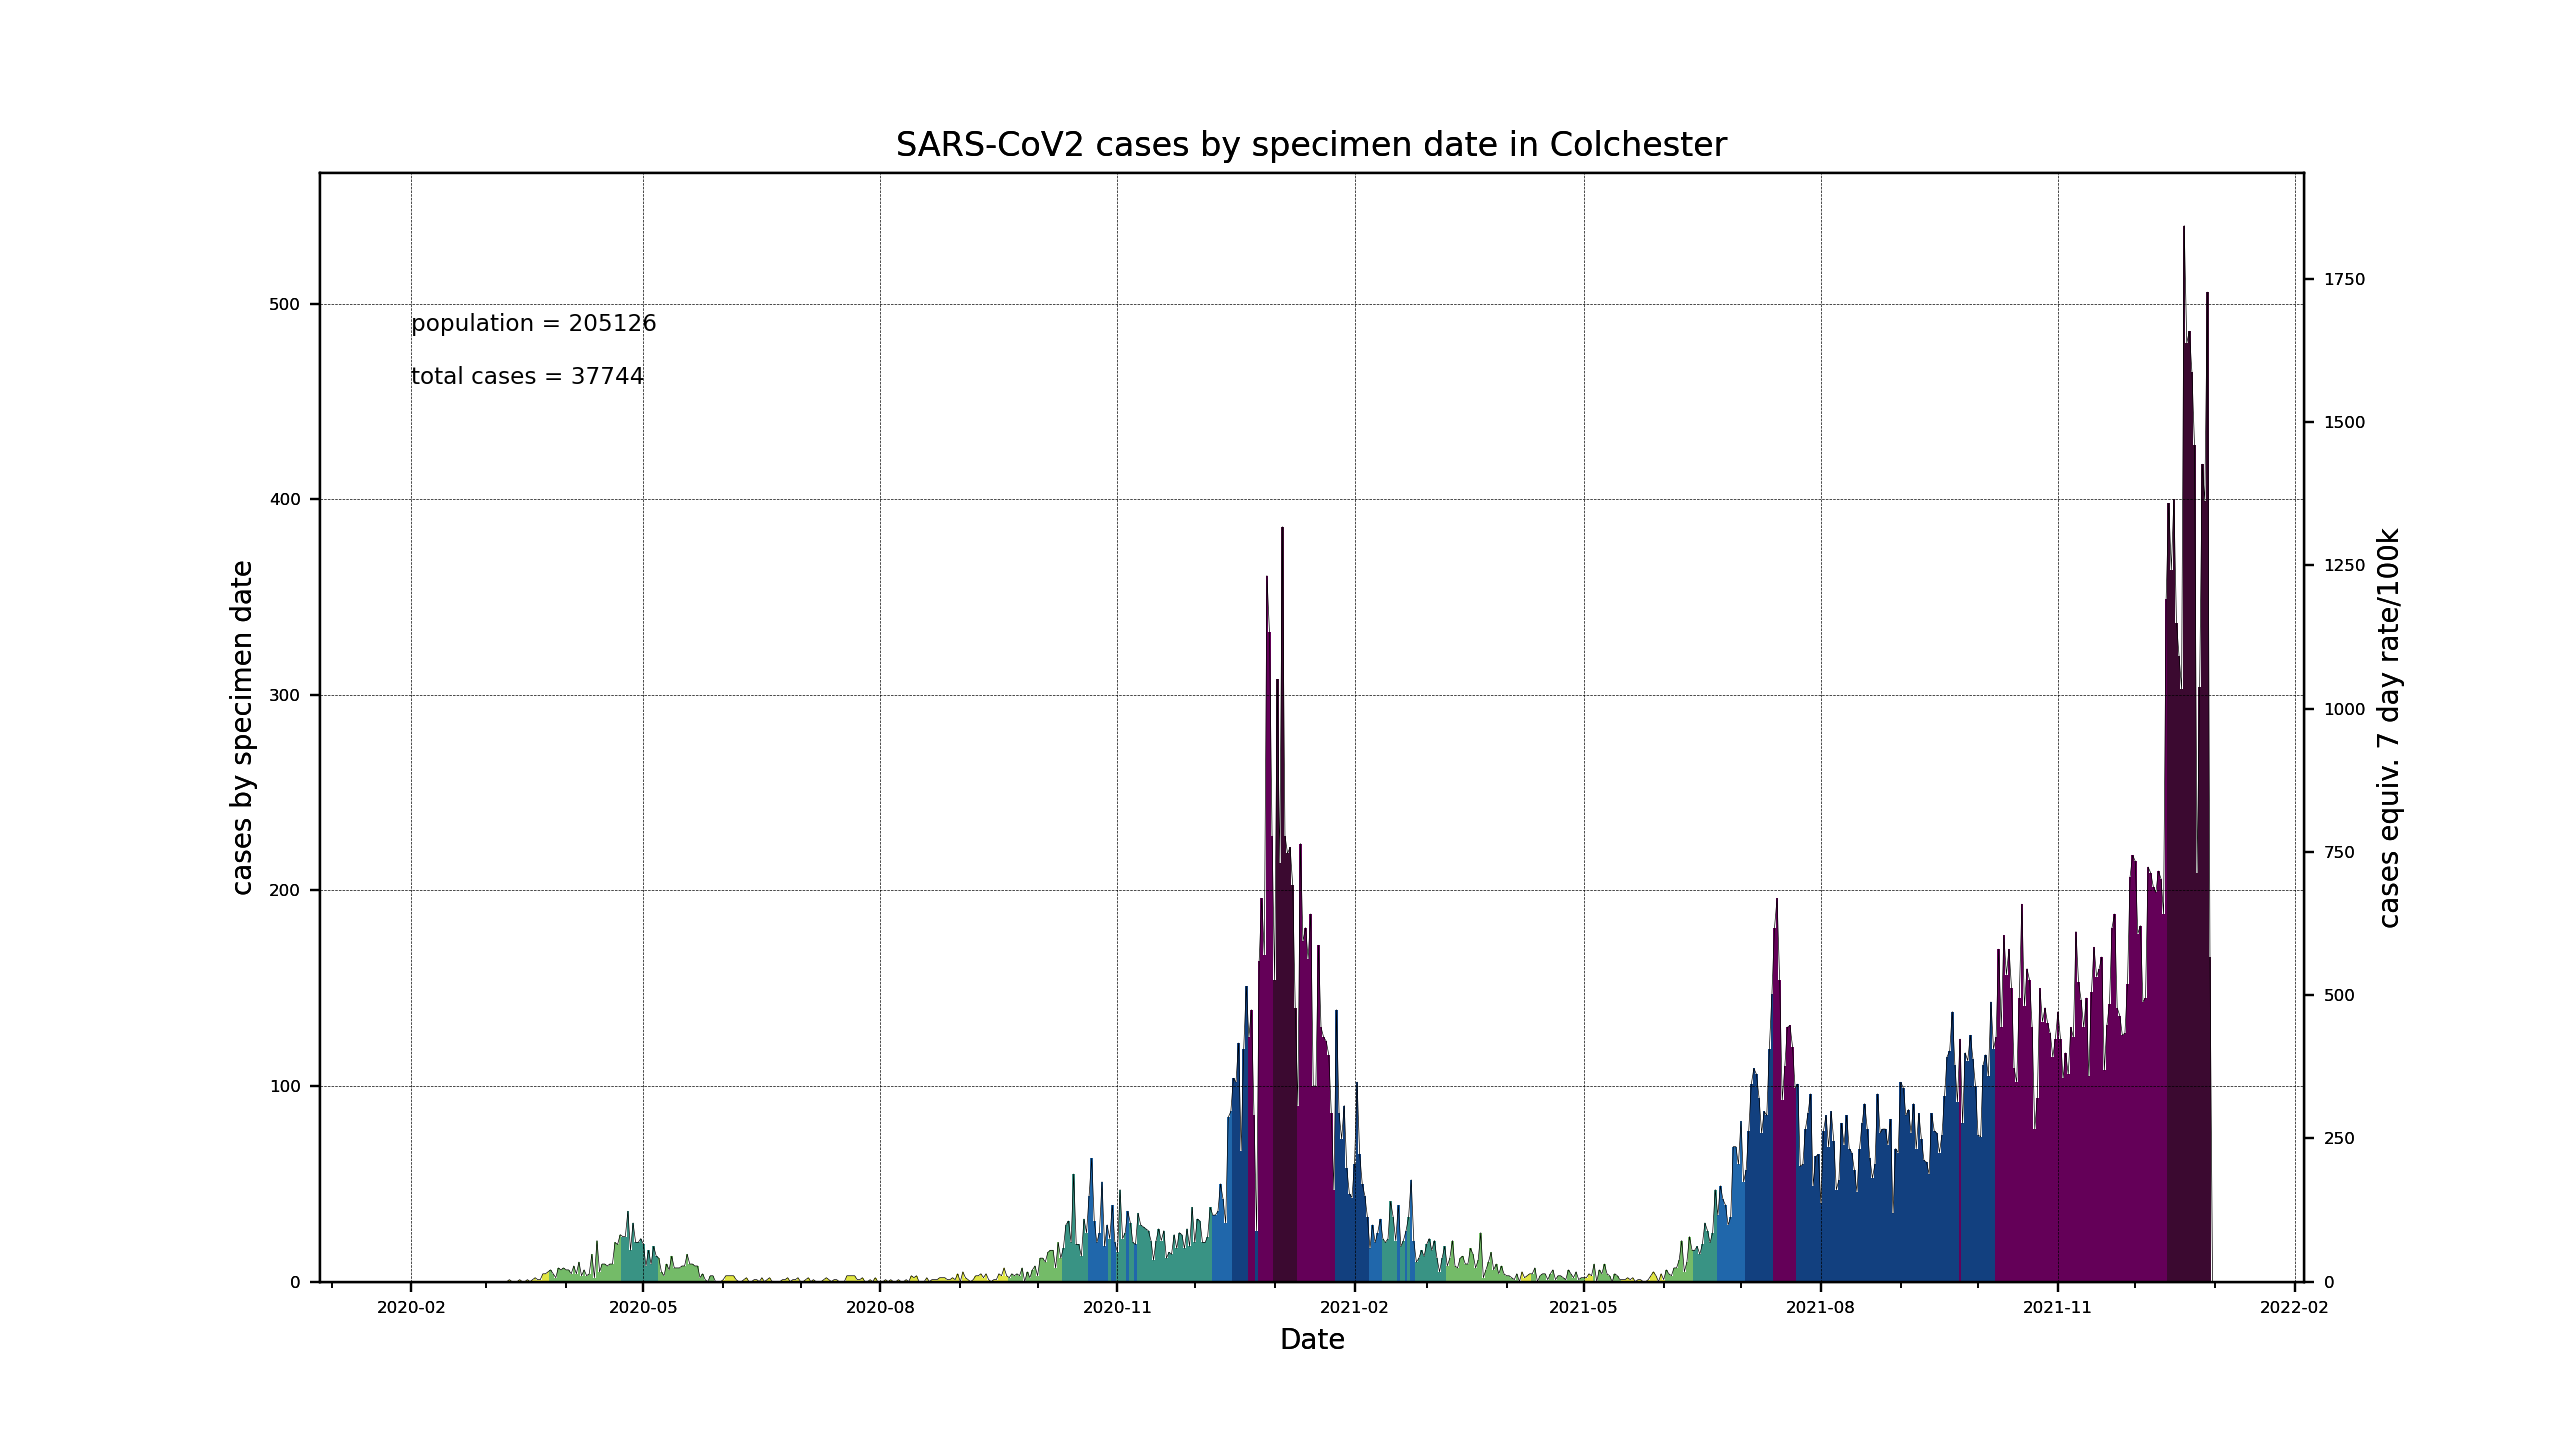 SARS-CoV2 cases by specimen date in Colchester
population = 205126
total cases = 37744
cases by specimen date
500
400
300
200
100
0
1750
1500
1250
1000
750
500
250
0
cases equiv. 7 day rate/100k
2020-02 2020-05 2020-08 2020-11 2021-02 2021-05 2021-08 2021-11 2022-02
Date